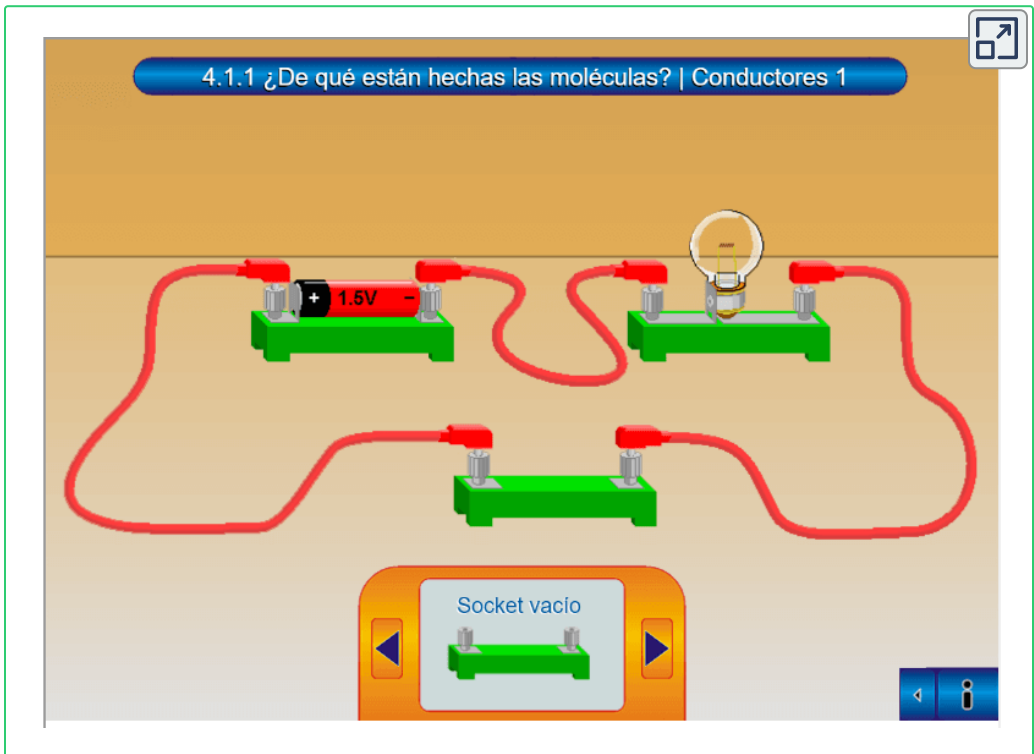 4.1.1 ¿De qué están hechas las moléculas? | Conductores 1
+ 1.5V −
Socket vacío
i